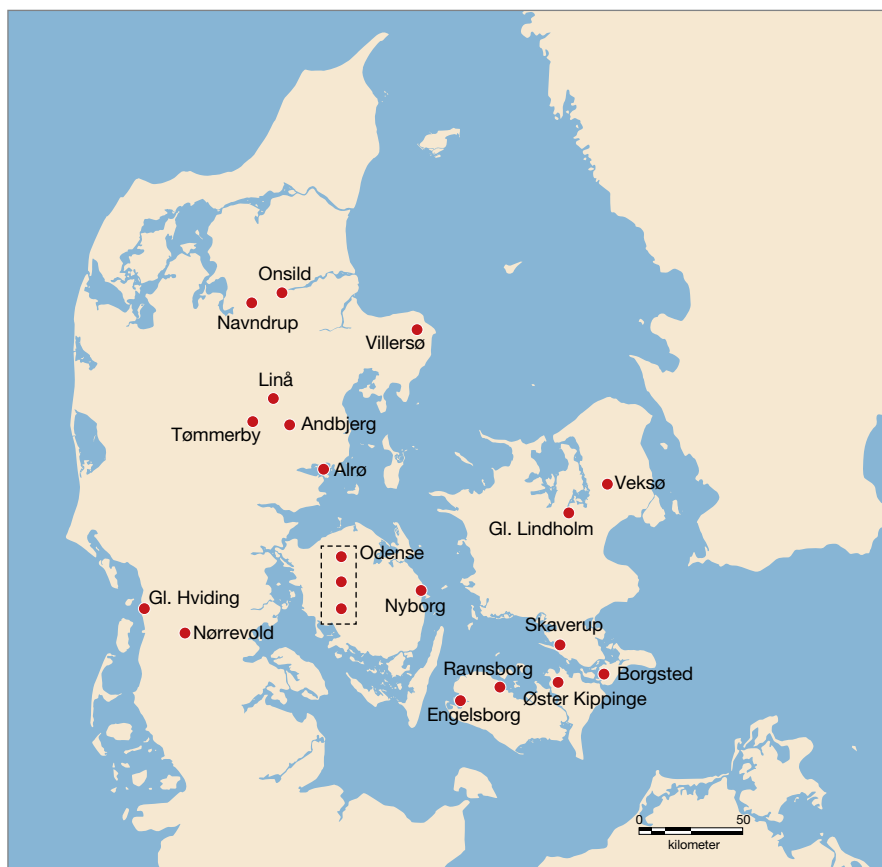 Onsild
Navndrup
Villersø
Linå
Tømmerby
Andbjerg
Alrø
Veksø
Gl. Lindholm
Odense
Gl. Hviding
Nyborg
Nørrevold
Skaverup
Ravnsborg
Borgsted
Øster Kippinge
Engelsborg
0 50
kilometer